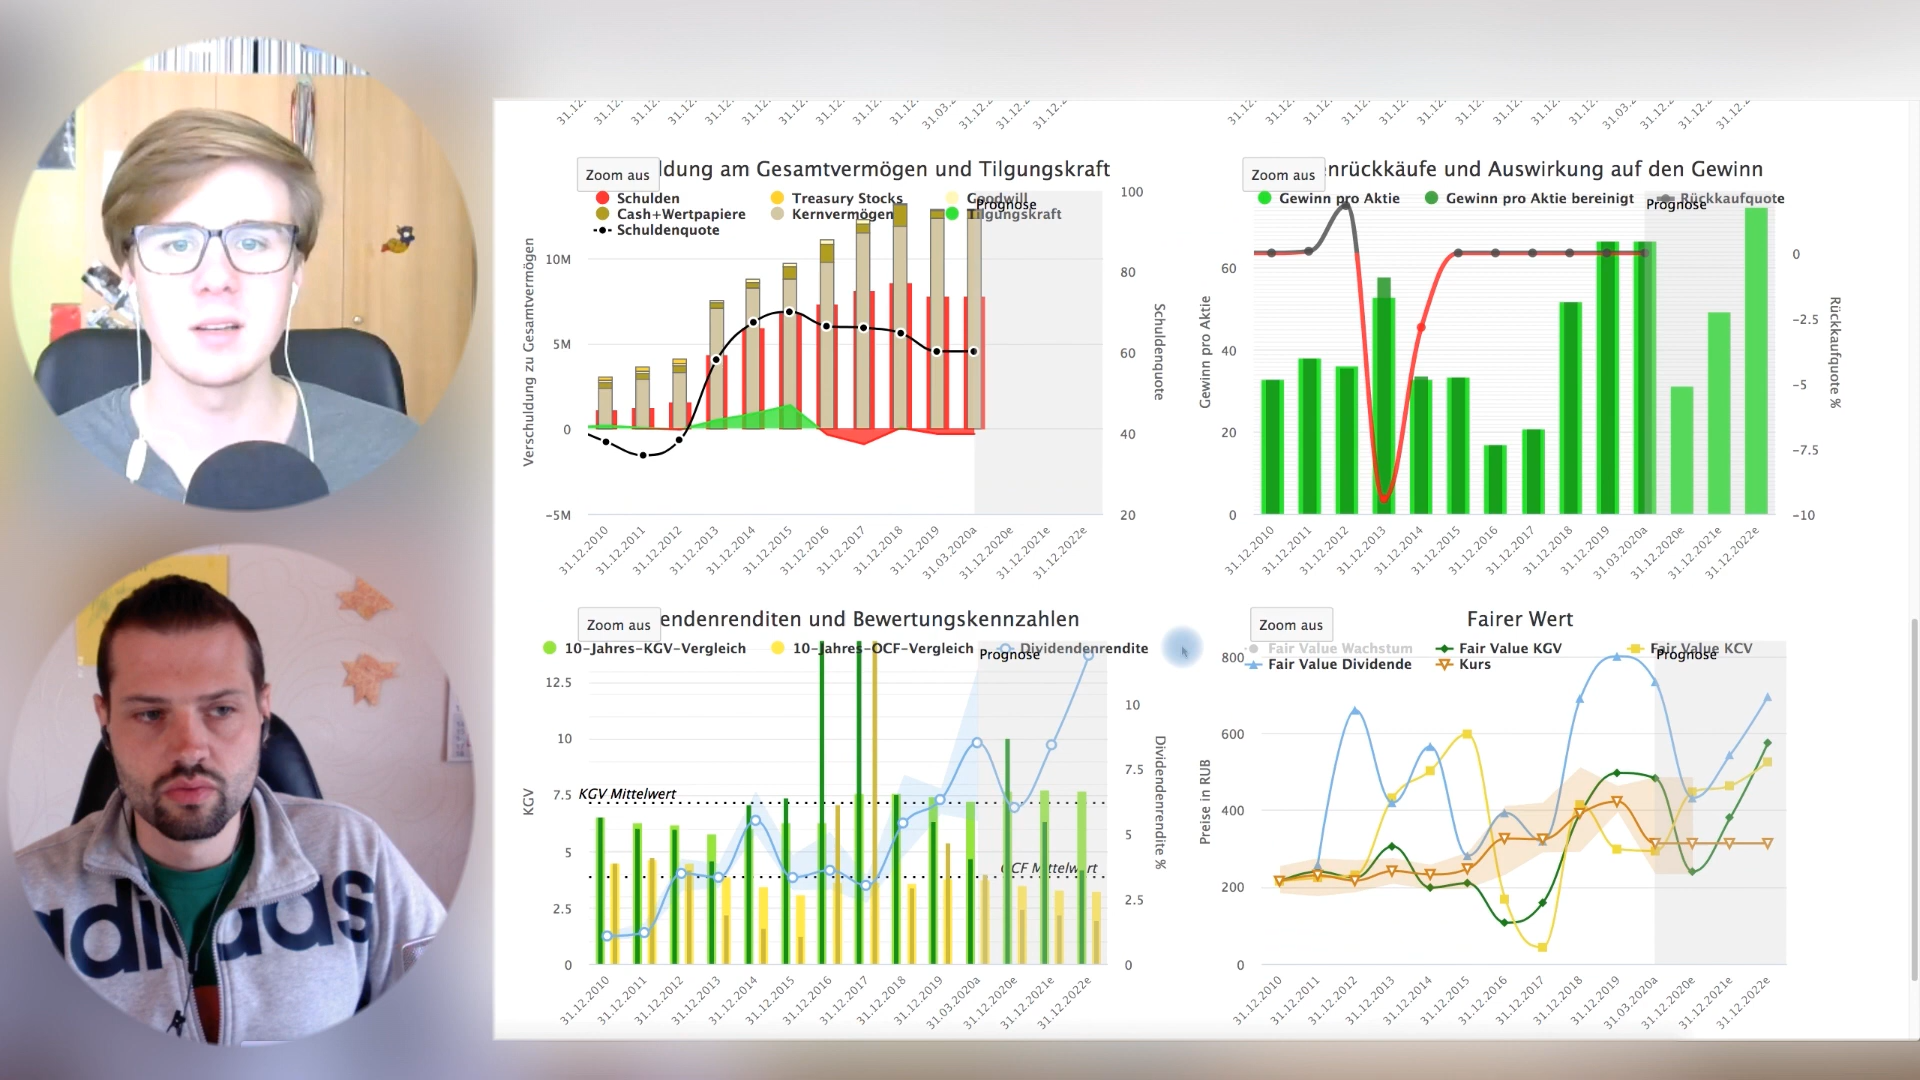 Zoom aus
ldung am Gesamtvermögen und Tilgungskraft
Schulden
Treasury Stocks
Goodwill
Cash+Wertpapiere
Kernvermögen
Tilgungskraft
Schuldenquote
Prognose
Verschuldung zu Gesamtvermögen
10M
5M
0
-5M
100
80
60
40
20
Schuldenquote
31.12.2010
31.12.2011
31.12.2012
31.12.2013
31.12.2014
31.12.2015
31.12.2016
31.12.2017
31.12.2018
31.12.2019
31.03.2020a
31.12.2020e
31.12.2021e
31.12.2022e
Zoom aus
nrückkäufe und Auswirkung auf den Gewinn
Gewinn pro Aktie
Gewinn pro Aktie bereinigt
Rückkaufquote
Prognose
Gewinn pro Aktie
60
40
20
0
0
-2.5
-5
-7.5
-10
Rückkaufquote %
31.12.2010
31.12.2011
31.12.2012
31.12.2013
31.12.2014
31.12.2015
31.12.2016
31.12.2017
31.12.2018
31.12.2019
31.03.2020a
31.12.2020e
31.12.2021e
31.12.2022e
Zoom aus
endenrenditen und Bewertungskennzahlen
10-Jahres-KGV-Vergleich
10-Jahres-OCF-Vergleich
Dividendenrendite
Prognose
KGV
12.5
10
7.5
5
2.5
0
KGV Mittelwert
OCF Mittelwert
10
7.5
5
2.5
0
Dividendenrendite %
31.12.2010
31.12.2011
31.12.2012
31.12.2013
31.12.2014
31.12.2015
31.12.2016
31.12.2017
31.12.2018
31.12.2019
31.03.2020a
31.12.2020e
31.12.2021e
31.12.2022e
Zoom aus
Fairer Wert
Fair Value Wachstum
Fair Value KGV
Fair Value KCV
Fair Value Dividende
Kurs
Prognose
Preise in RUB
800
600
400
200
0
31.12.2010
31.12.2011
31.12.2012
31.12.2013
31.12.2014
31.12.2015
31.12.2016
31.12.2017
31.12.2018
31.12.2019
31.03.2020a
31.12.2020e
31.12.2021e
31.12.2022e
adidas